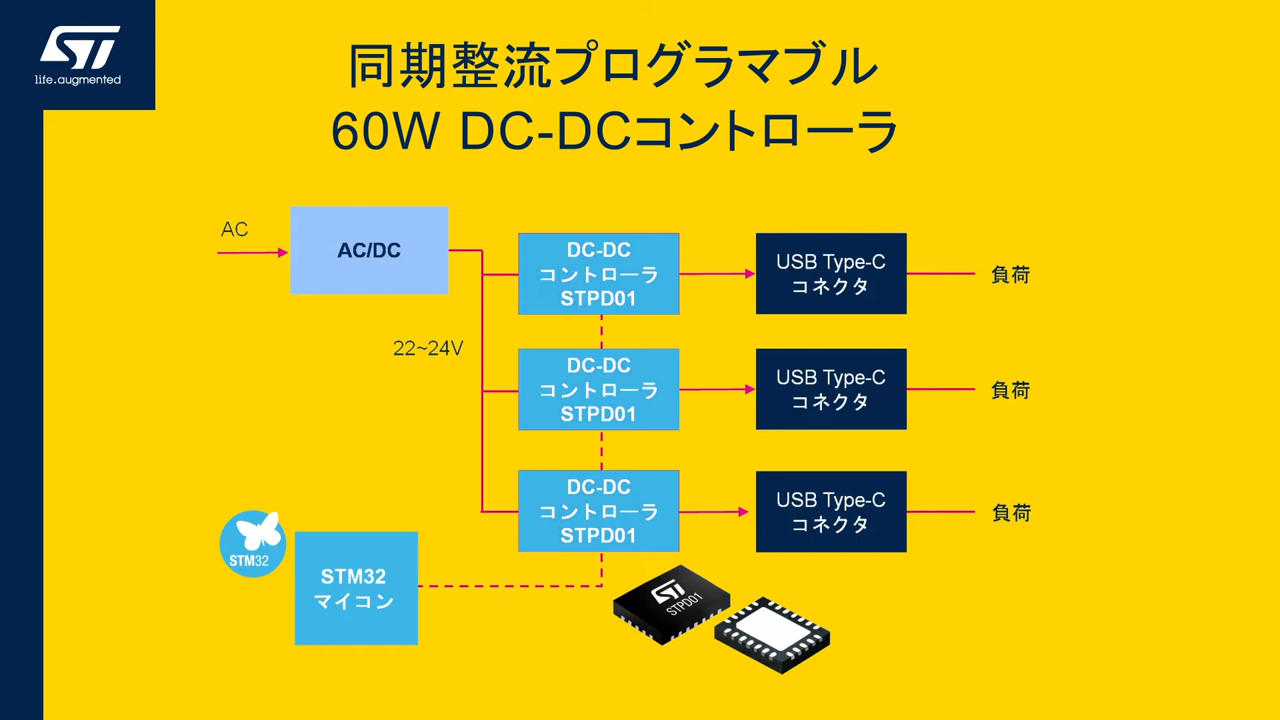 ST
life.augmented
同期整流プログラマブル
60W DC-DCコントローラ
AC
AC/DC
22~24V
DC-DC
コントローラ
STPD01
USB Type-C
コネクタ
負荷
DC-DC
コントローラ
STPD01
USB Type-C
コネクタ
負荷
DC-DC
コントローラ
STPD01
USB Type-C
コネクタ
負荷
STM32
STM32
マイコン
ST
STPD01